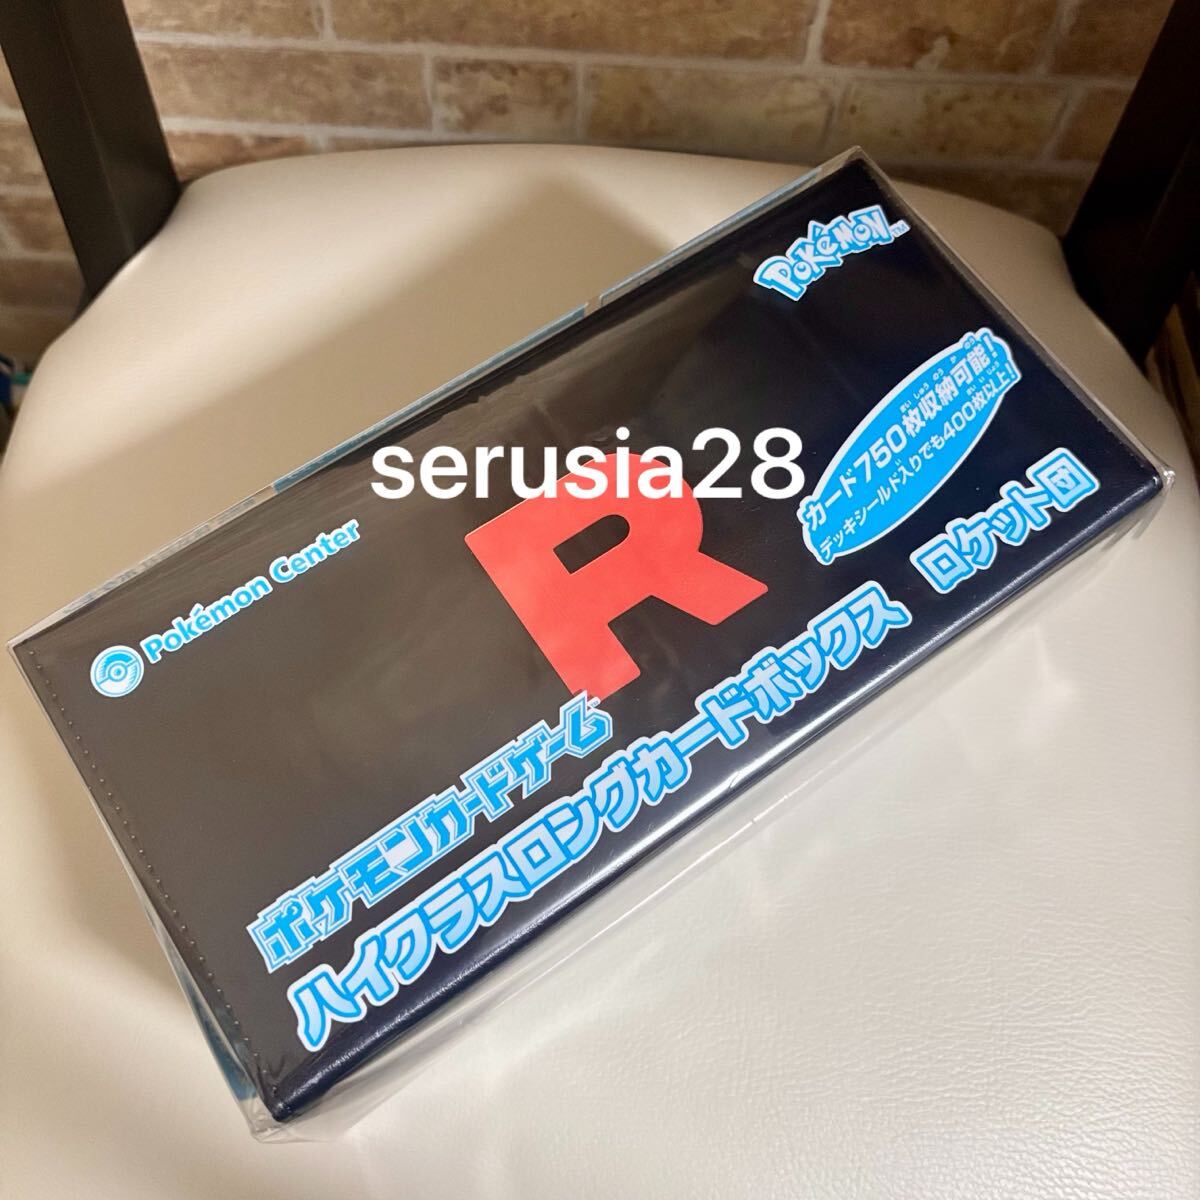 Pokémon™
カード750枚収納可能!
デッキシールド入りでも400枚以上!
serusia28
R
Pokémon Center
ポケモンカードゲーム
ハイクラスロングカードボックス ロケット団